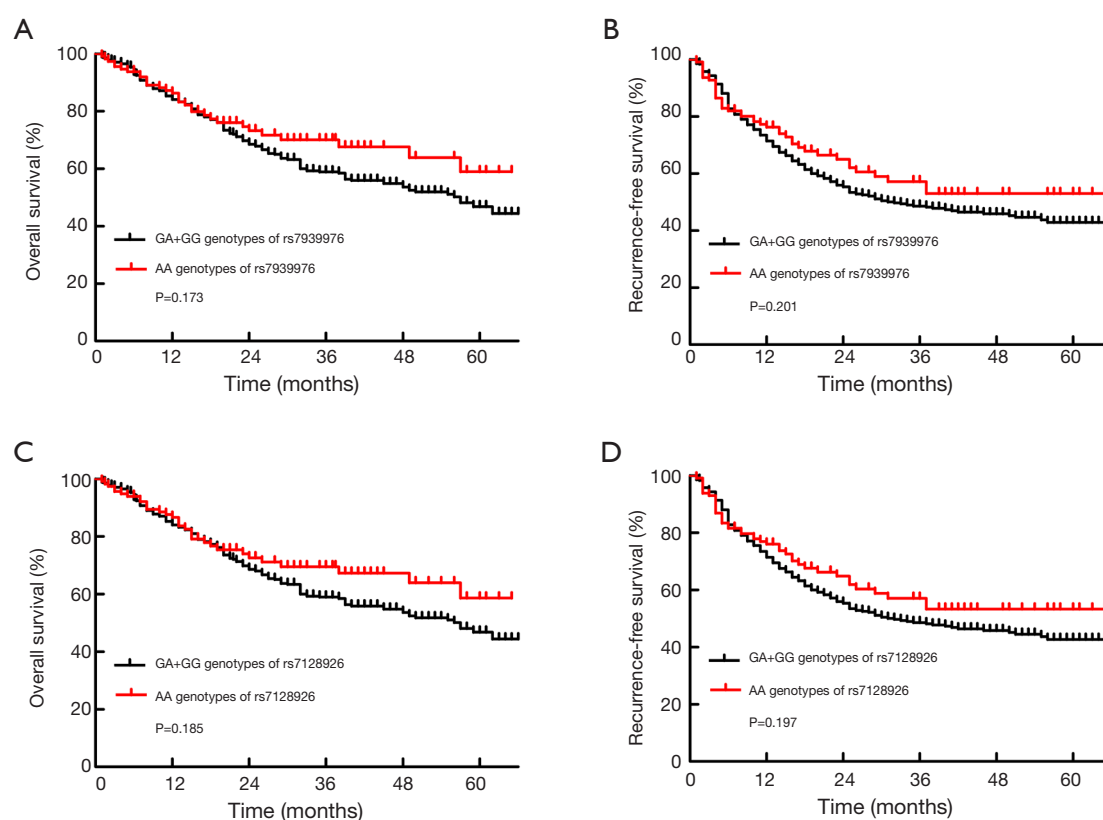 A
Overall survival (%)
100
80
60
40
20
0
GA+GG genotypes of rs7939976
AA genotypes of rs7939976
P=0.173
0 12 24 36 48 60
Time (months)
B
Recurrence-free survival (%)
100
80
60
40
20
0
GA+GG genotypes of rs7939976
AA genotypes of rs7939976
P=0.201
0 12 24 36 48 60
Time (months)
C
Overall survival (%)
100
80
60
40
20
0
GA+GG genotypes of rs7128926
AA genotypes of rs7128926
P=0.185
0 12 24 36 48 60
Time (months)
D
Recurrence-free survival (%)
100
80
60
40
20
0
GA+GG genotypes of rs7128926
AA genotypes of rs7128926
P=0.197
0 12 24 36 48 60
Time (months)